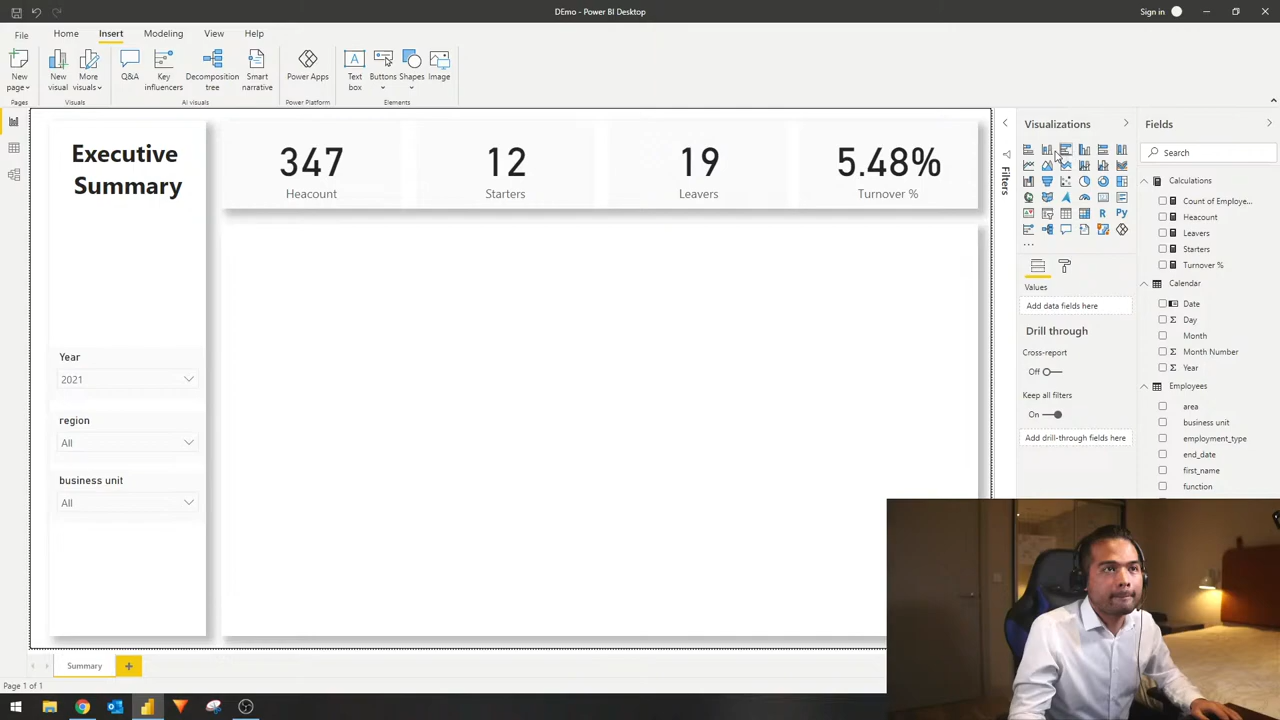 DEmo - Power BI Desktop
Sign in
File
Home
Insert
Modeling
View
Help
New page
New visual
More visuals
Q&A
Key influencers
Decomposition tree
Smart narrative
Power Apps
Text box
Buttons
Shapes
Image
Pages
Visuals
AI visuals
Power Platform
Elements
Executive
Summary
347
Heacount
12
Starters
19
Leavers
5.48%
Turnover %
Year
2021
region
All
business unit
All
Filters
Visualizations
R
Py
Values
Add data fields here
Drill through
Cross-report
Off
Keep all filters
On
Add drill-through fields here
Fields
Search
Calculations
Count of Employe...
Heacount
Leavers
Starters
Turnover %
Calendar
Date
Day
Month
Month Number
Year
Employees
area
business unit
employment_type
end_date
first_name
function
Summary
Page 1 of 1